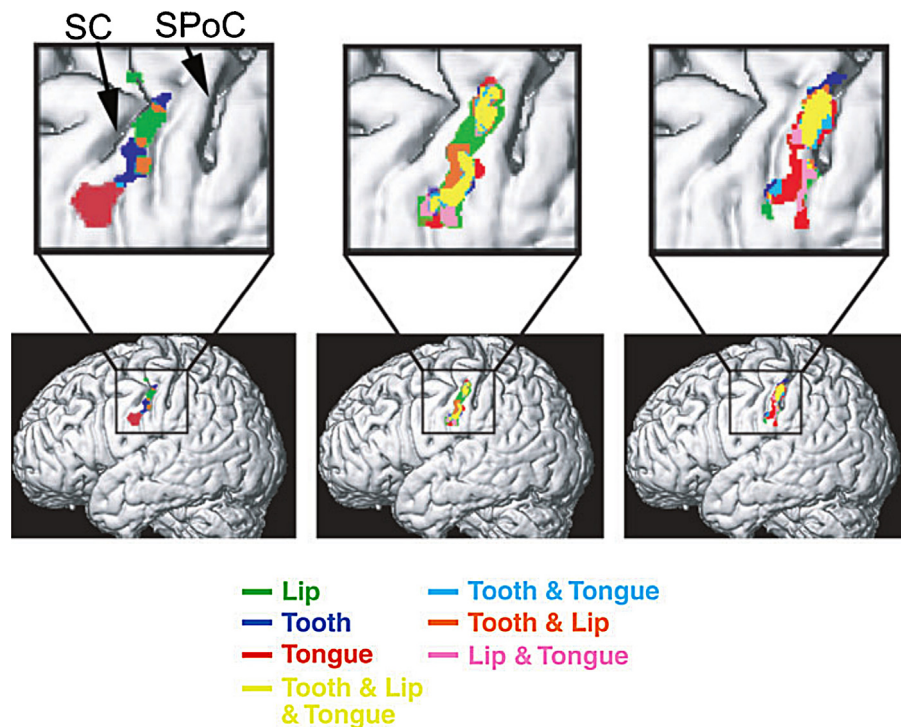 SC
SPoC
Lip
Tooth & Tongue
Tooth
Tooth & Lip
Tongue
Lip & Tongue
Tooth & Lip
& Tongue